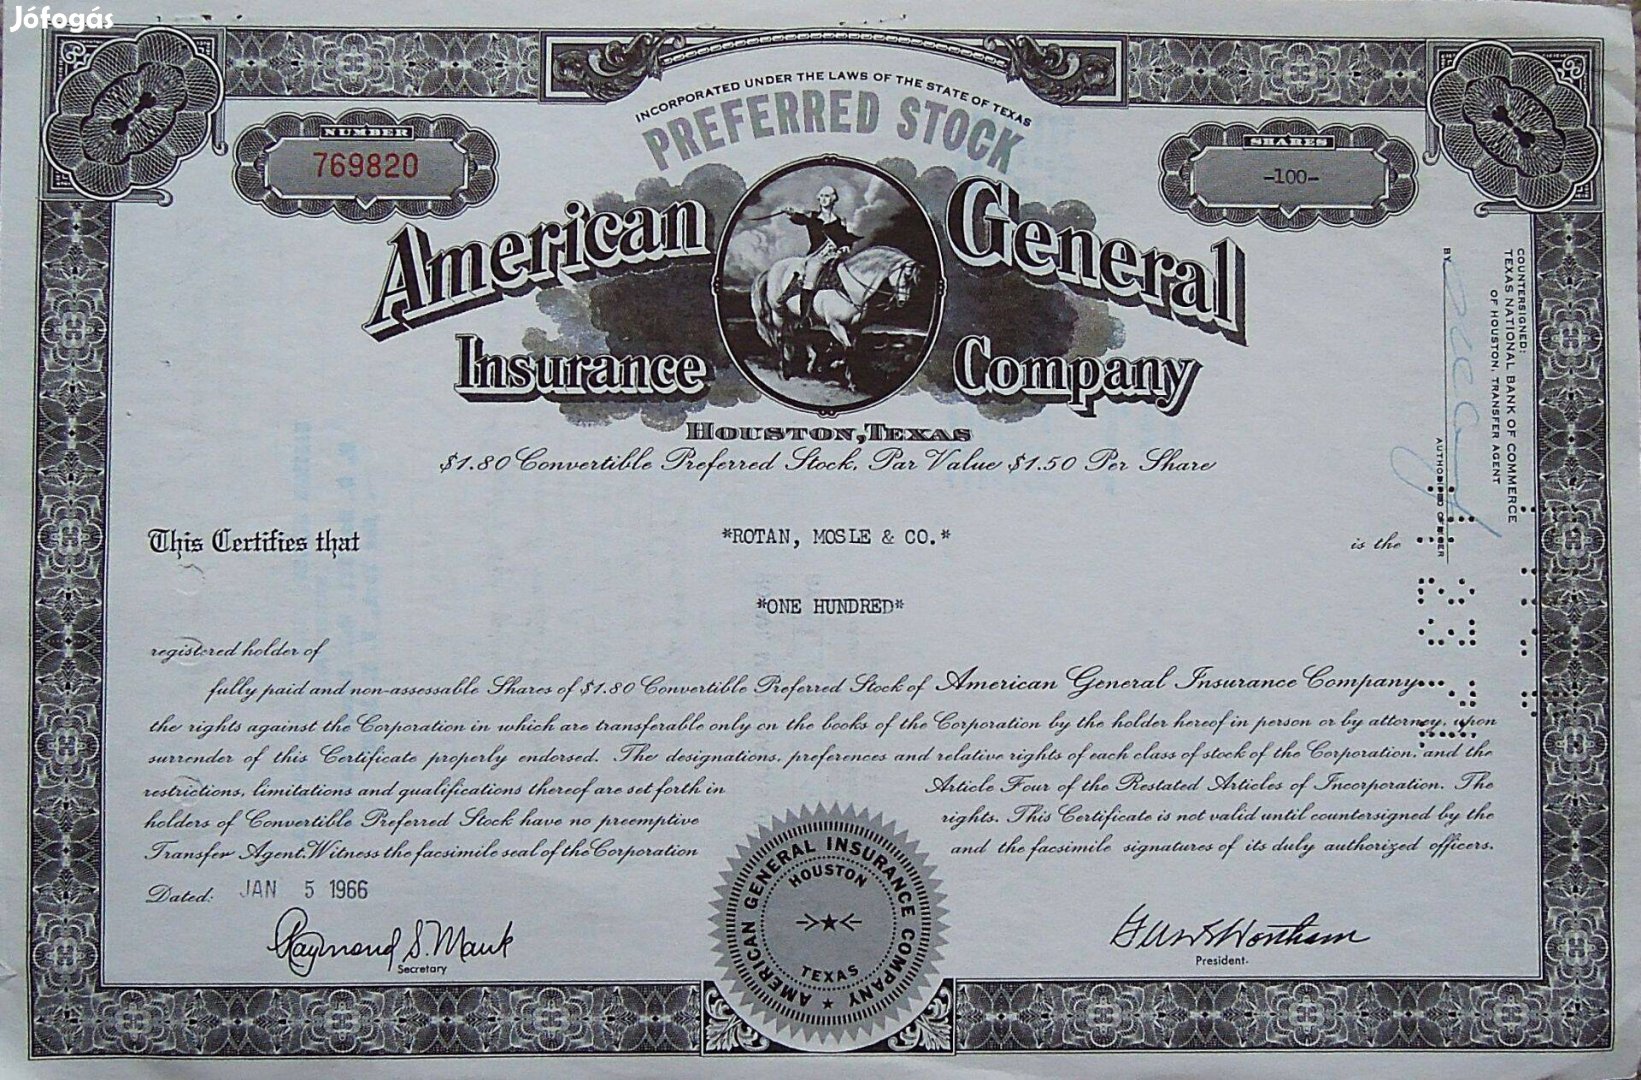 Jófogás
INCORPORATED UNDER THE LAWS OF THE STATE OF TEXAS
PREFERRED STOCK
NUMBER
769820
SHARES
-100-
American General
Insurance Company
HOUSTON, TEXAS
$1.80 Convertible Preferred Stock, Par Value $1.50 Per Share
COUNTERSIGNED:
TEXAS NATIONAL BANK OF COMMERCE
OF HOUSTON, TRANSFER AGENT
BY
AUTHORIZED OFFICER
This Certifies that *ROTAN, MOSLE & CO.* is the
*ONE HUNDRED*
registered holder of
fully paid and non-assessable Shares of $1.80 Convertible Preferred Stock of American General Insurance Company
the rights against the Corporation in which are transferable only on the books of the Corporation by the holder hereof in person or by attorney, upon
surrender of this Certificate properly endorsed. The designations, preferences and relative rights of each class of stock of the Corporation, and the
restrictions, limitations and qualifications thereof are set forth in Article Four of the Restated Articles of Incorporation. The
holders of Convertible Preferred Stock have no preemptive rights. This Certificate is not valid until countersigned by the
Transfer Agent. Witness the facsimile seal of the Corporation and the facsimile signatures of its duly authorized officers.
Dated: JAN 5 1966
Raymond S. Mauk
Secretary
AMERICAN GENERAL INSURANCE COMPANY
HOUSTON
TEXAS
Gus S Wortham
President.